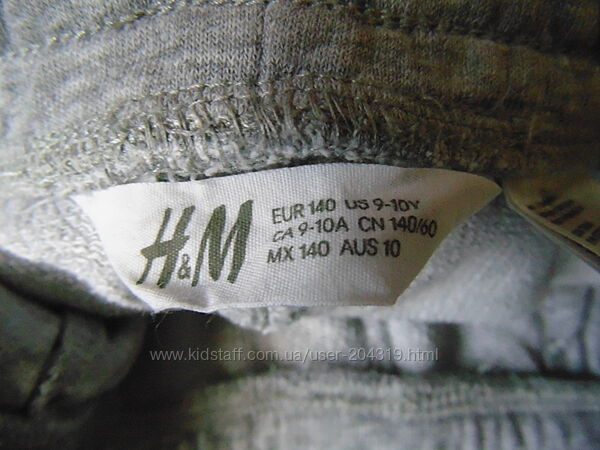 H&M
EUR 140 US 9-10Y
CA 9-10A CN 140/60
MX 140 AUS 10
www.kidstaff.com.ua/user-204319.html